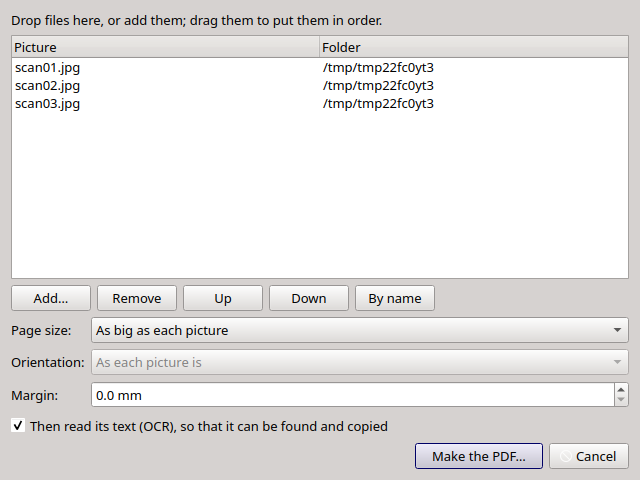 Drop files here, or add them; drag them to put them in order.
Picture Folder
scan01.jpg /tmp/tmp22fc0yt3
scan02.jpg /tmp/tmp22fc0yt3
scan03.jpg /tmp/tmp22fc0yt3
Add... Remove Up Down By name
Page size: As big as each picture
Orientation: As each picture is
Margin: 0.0 mm
Then read its text (OCR), so that it can be found and copied
Make the PDF... Cancel